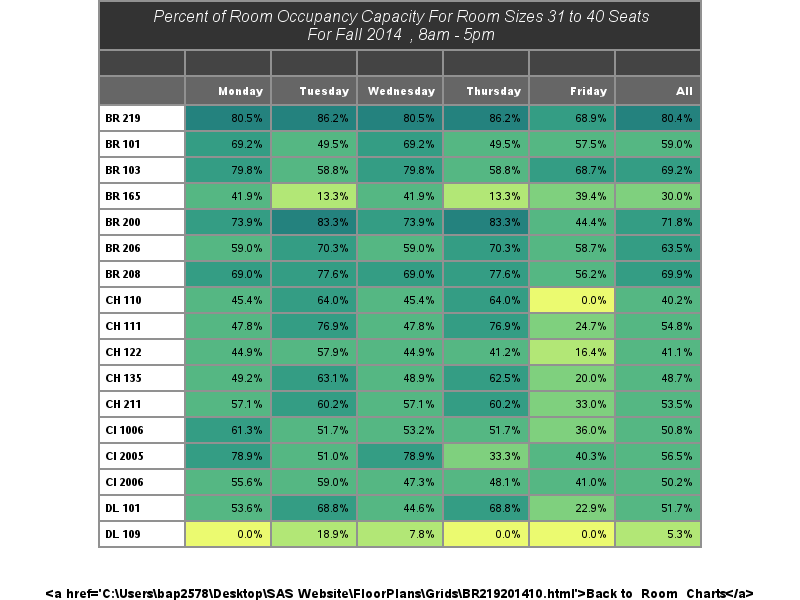 Percent of Room Occupancy Capacity For Room Sizes 31 to 40 Seats
For Fall 2014 , 8am - 5pm
Monday Tuesday Wednesday Thursday Friday All
BR 219 80.5% 86.2% 80.5% 86.2% 68.9% 80.4%
BR 101 69.2% 49.5% 69.2% 49.5% 57.5% 59.0%
BR 103 79.8% 58.8% 79.8% 58.8% 68.7% 69.2%
BR 165 41.9% 13.3% 41.9% 13.3% 39.4% 30.0%
BR 200 73.9% 83.3% 73.9% 83.3% 44.4% 71.8%
BR 206 59.0% 70.3% 59.0% 70.3% 58.7% 63.5%
BR 208 69.0% 77.6% 69.0% 77.6% 56.2% 69.9%
CH 110 45.4% 64.0% 45.4% 64.0% 0.0% 40.2%
CH 111 47.8% 76.9% 47.8% 76.9% 24.7% 54.8%
CH 122 44.9% 57.9% 44.9% 41.2% 16.4% 41.1%
CH 135 49.2% 63.1% 48.9% 62.5% 20.0% 48.7%
CH 211 57.1% 60.2% 57.1% 60.2% 33.0% 53.5%
CI 1006 61.3% 51.7% 53.2% 51.7% 36.0% 50.8%
CI 2005 78.9% 51.0% 78.9% 33.3% 40.3% 56.5%
CI 2006 55.6% 59.0% 47.3% 48.1% 41.0% 50.2%
DL 101 53.6% 68.8% 44.6% 68.8% 22.9% 51.7%
DL 109 0.0% 18.9% 7.8% 0.0% 0.0% 5.3%
<a href='C:\Users\bap2578\Desktop\SAS Website\FloorPlans\Grids\BR219201410.html'>Back to Room Charts</a>